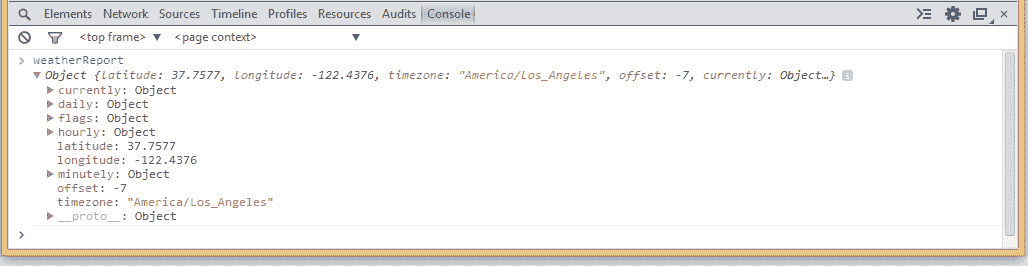 Elements Network Sources Timeline Profiles Resources Audits Console
<top frame> <page context>
weatherReport
Object {latitude: 37.7577, longitude: -122.4376, timezone: "America/Los_Angeles", offset: -7, currently: Object…}
currently: Object
daily: Object
flags: Object
hourly: Object
latitude: 37.7577
longitude: -122.4376
minutely: Object
offset: -7
timezone: "America/Los_Angeles"
__proto__: Object